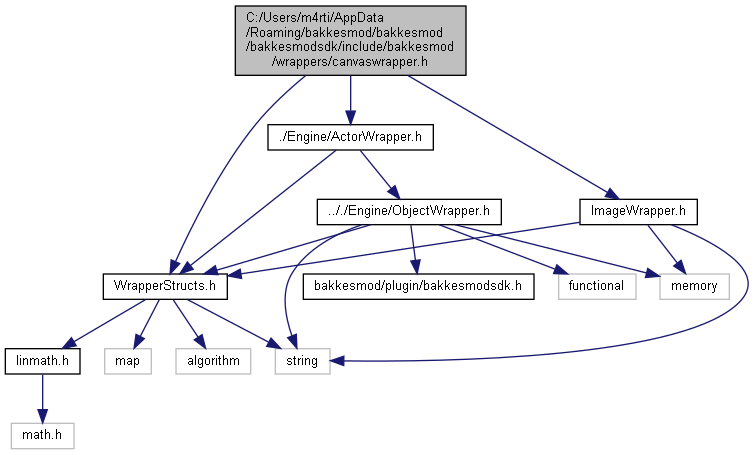 C:/Users/m4rti/AppData
/Roaming/bakkesmod/bakkesmod
/bakkesmodsdk/include/bakkesmod
/wrappers/canvaswrapper.h
./Engine/ActorWrapper.h
.././Engine/ObjectWrapper.h
ImageWrapper.h
WrapperStructs.h
bakkesmod/plugin/bakkesmodsdk.h
functional
memory
linmath.h
map
algorithm
string
math.h